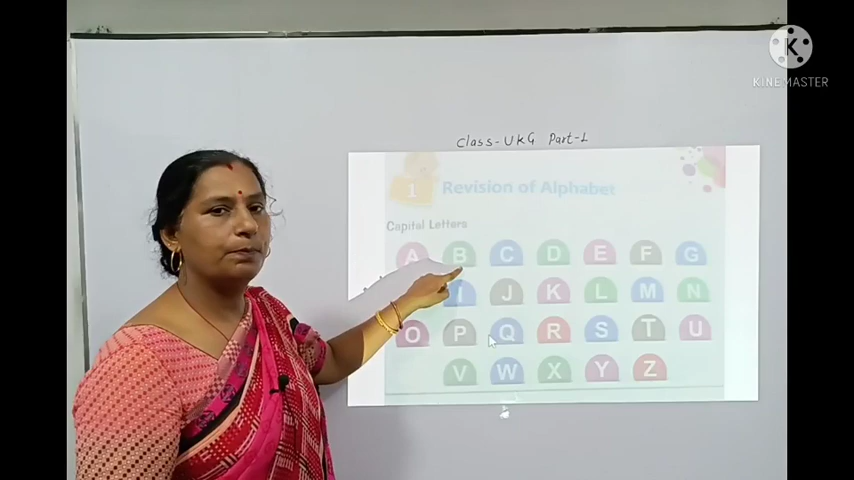 K
KINEMASTER
Class-UKG Part-1
1 Revision of Alphabet
Capital Letters
A B C D E F G
I J K L M N
O P Q R S T U
V W X Y Z